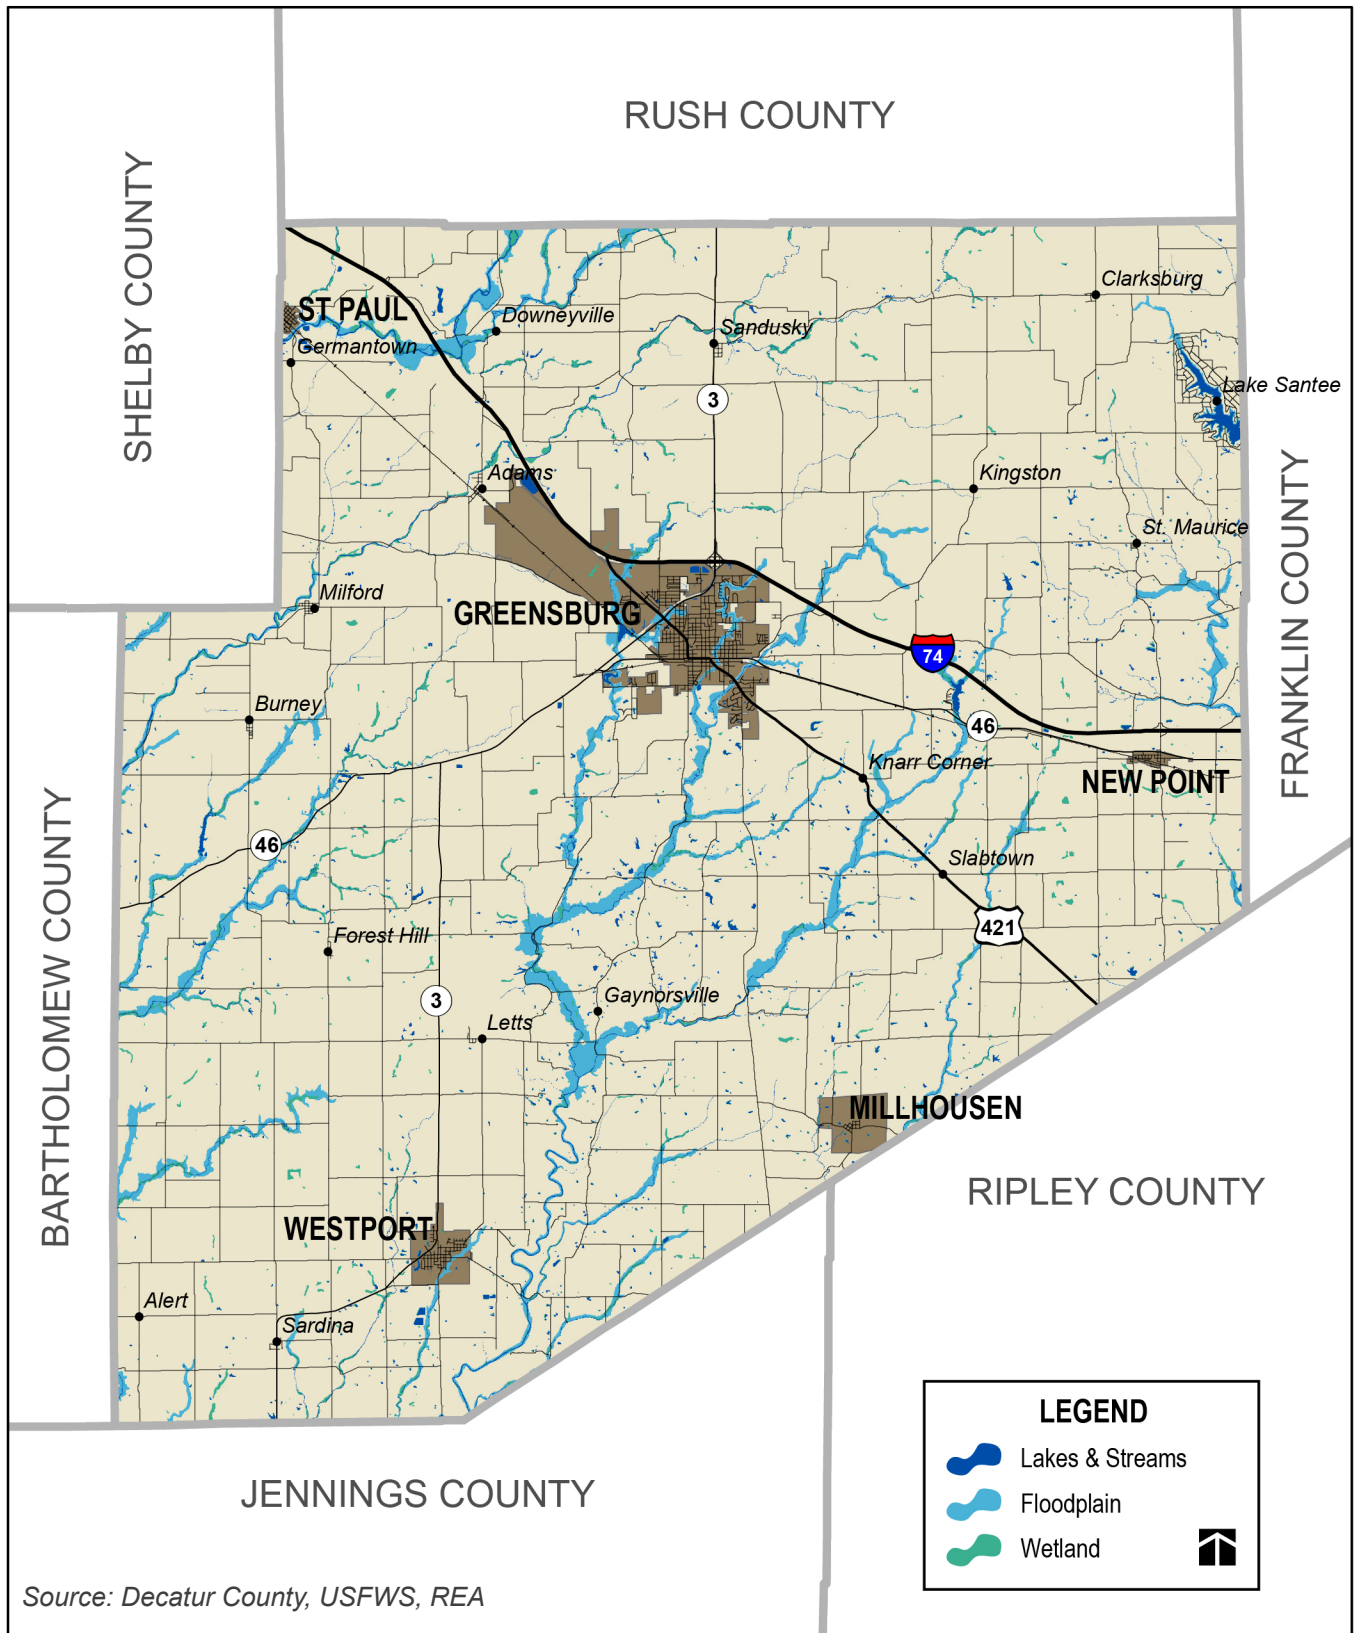 RUSH COUNTY
SHELBY COUNTY
Clarksburg
ST PAUL
Downeyville
Sandusky
Germantown
Lake Santee
3
Adams
Kingston
St. Maurice
FRANKLIN COUNTY
Milford
GREENSBURG
74
Burney
46
Knarr Corner
NEW POINT
BARTHOLOMEW COUNTY
46
Slabtown
421
Forest Hill
3
Gaynorsville
Letts
MILLHOUSEN
RIPLEY COUNTY
WESTPORT
Alert
Sardina
JENNINGS COUNTY
LEGEND
Lakes & Streams
Floodplain
Wetland
Source: Decatur County, USFWS, REA